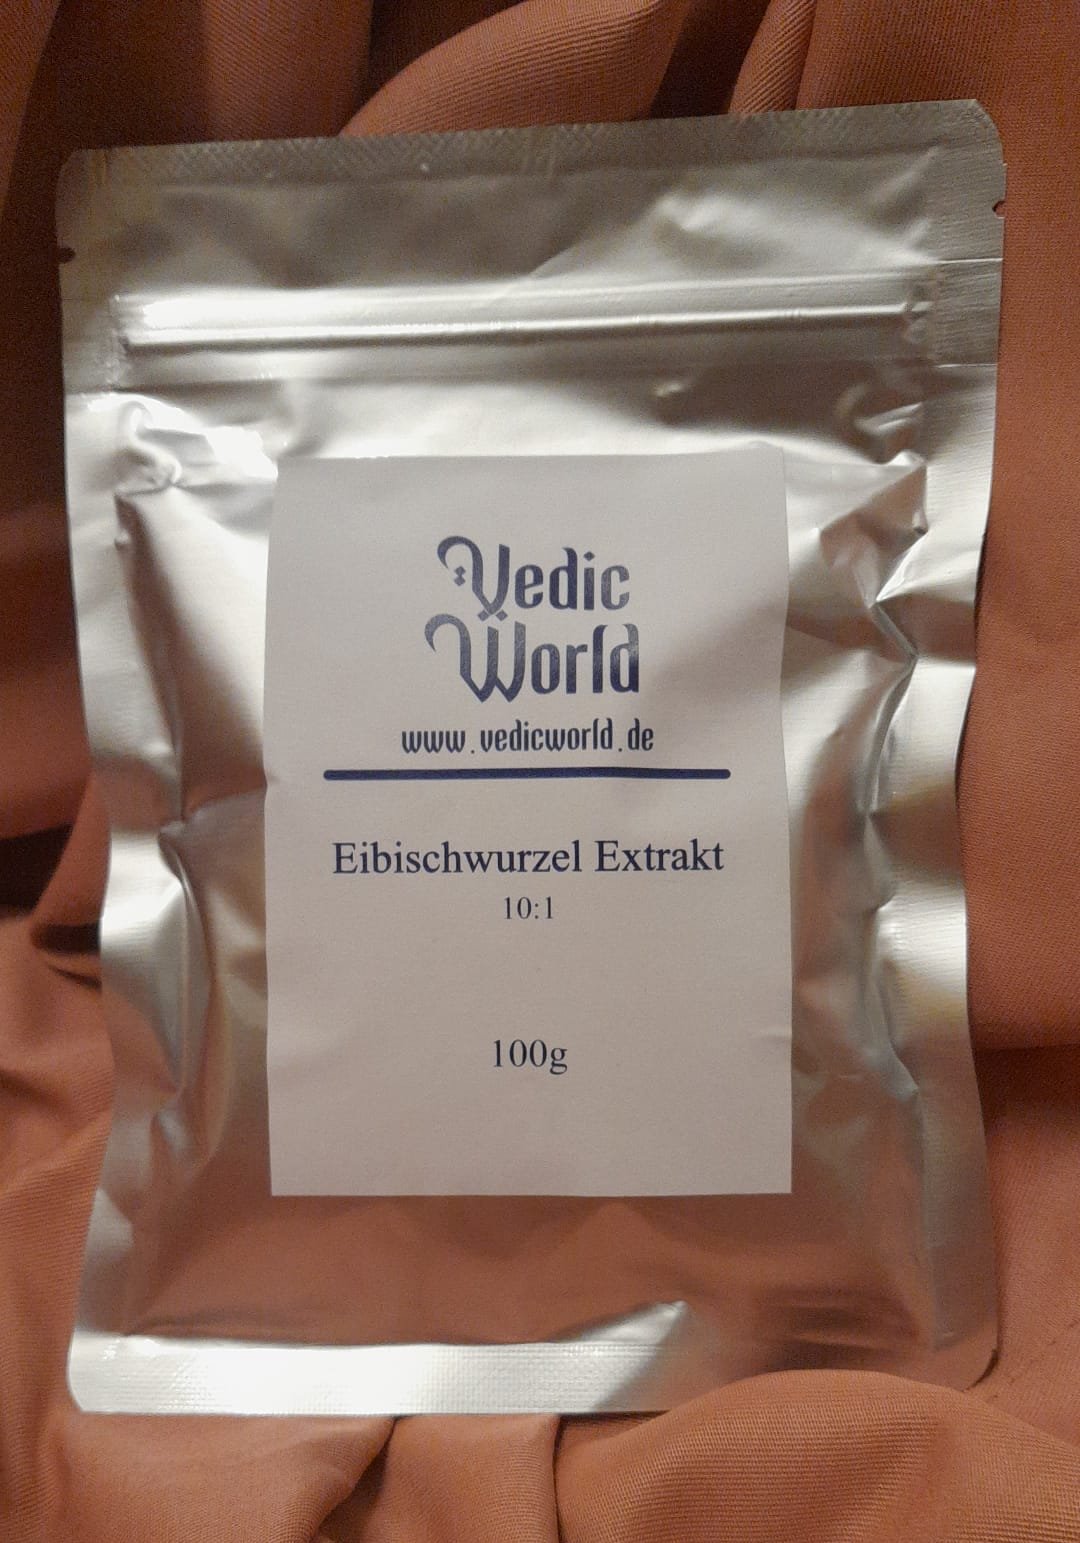 Vedic
World
www.vedicworld.de
Eibischwurzel Extrakt
10:1
100g